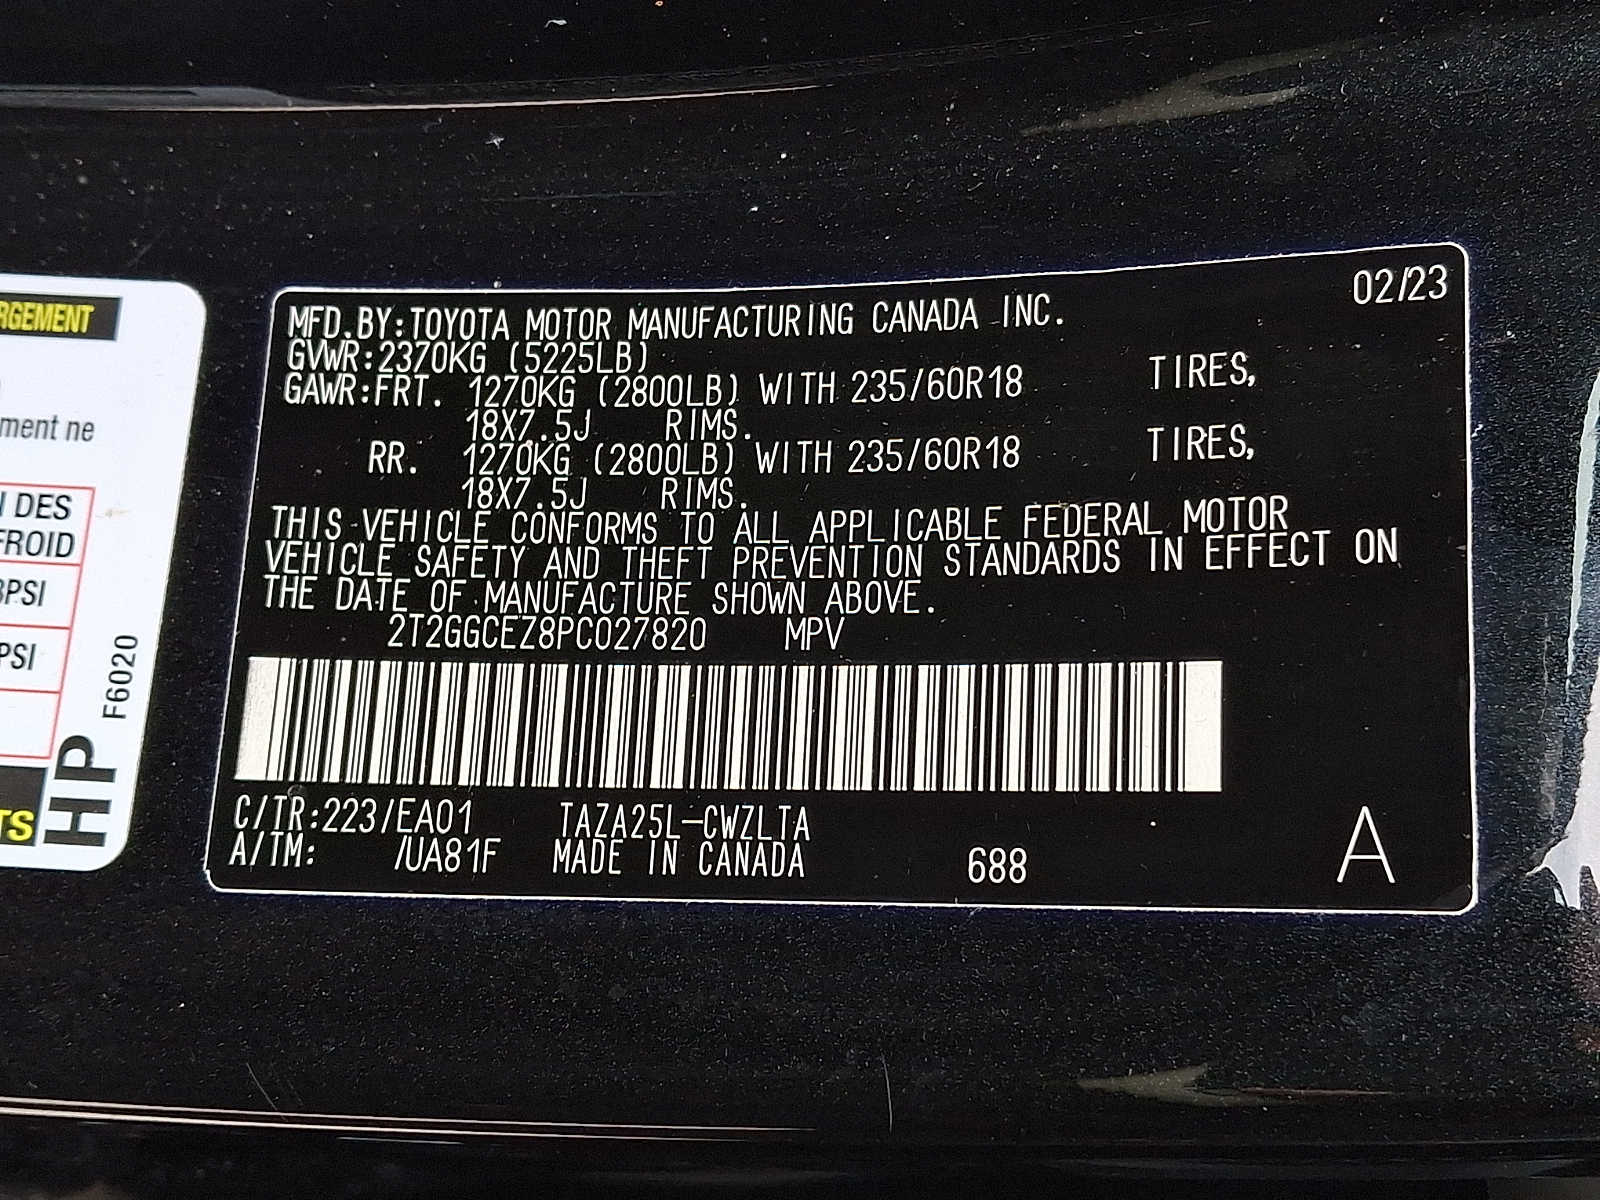 RGEMENT
ment ne
DES
FROID
PSI
PSI
F6020
HP
TS
02/23
MFD.BY:TOYOTA MOTOR MANUFACTURING CANADA INC.
GVWR:2370KG (5225LB)
GAWR:FRT. 1270KG (2800LB) WITH 235/60R18 TIRES,
18X7.5J RIMS.
RR. 1270KG (2800LB) WITH 235/60R18 TIRES,
18X7.5J RIMS.
THIS VEHICLE CONFORMS TO ALL APPLICABLE FEDERAL MOTOR
VEHICLE SAFETY AND THEFT PREVENTION STANDARDS IN EFFECT ON
THE DATE OF MANUFACTURE SHOWN ABOVE.
2T2GGCEZ8PC027820 MPV
C/TR:223/EA01 TAZA25L-CWZLTA
A/TM: /UA81F MADE IN CANADA 688 A